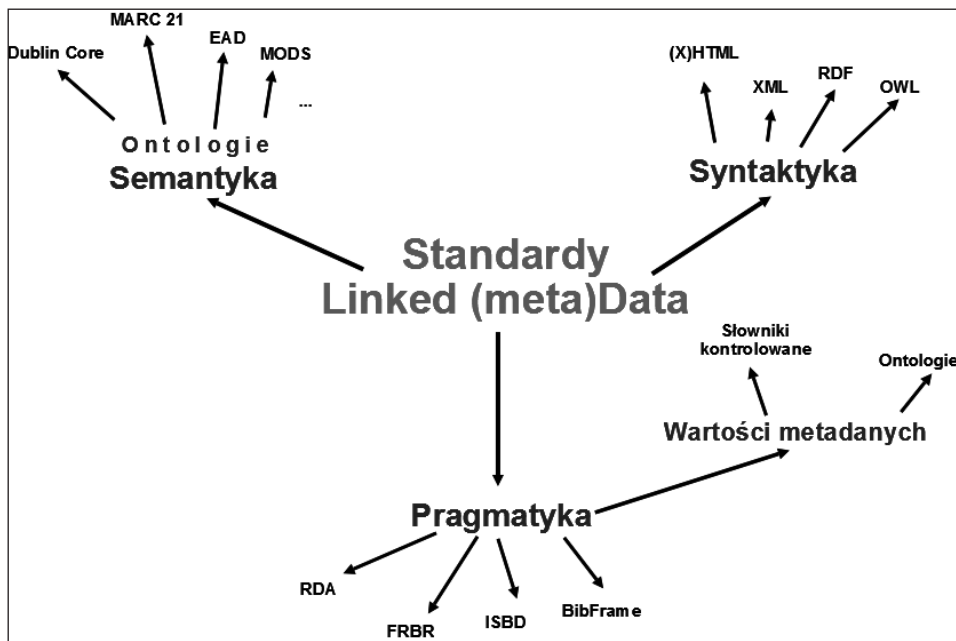 MARC 21
EAD
Dublin Core
MODS
...
Ontologie
Semantyka
(X)HTML
XML
RDF
OWL
Syntaktyka
Standardy
Linked (meta)Data
Słowniki
kontrolowane
Ontologie
Wartości metadanych
Pragmatyka
RDA
FRBR
ISBD
BibFrame